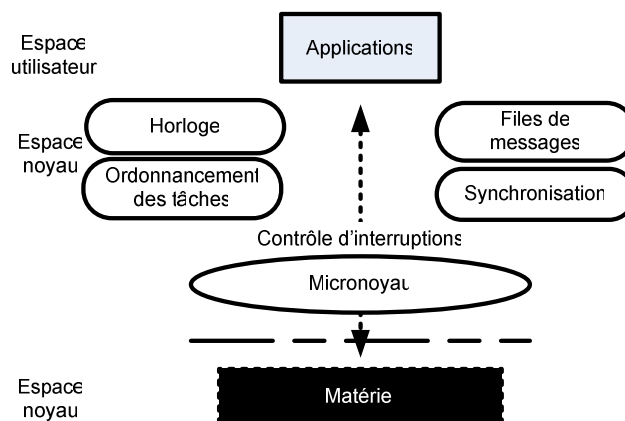 Espace
utilisateur
Applications
Espace
noyau
Horloge
Ordonnancement
des tâches
Files de
messages
Synchronisation
Contrôle d'interruptions
Micronoyau
Espace
noyau
Matérie